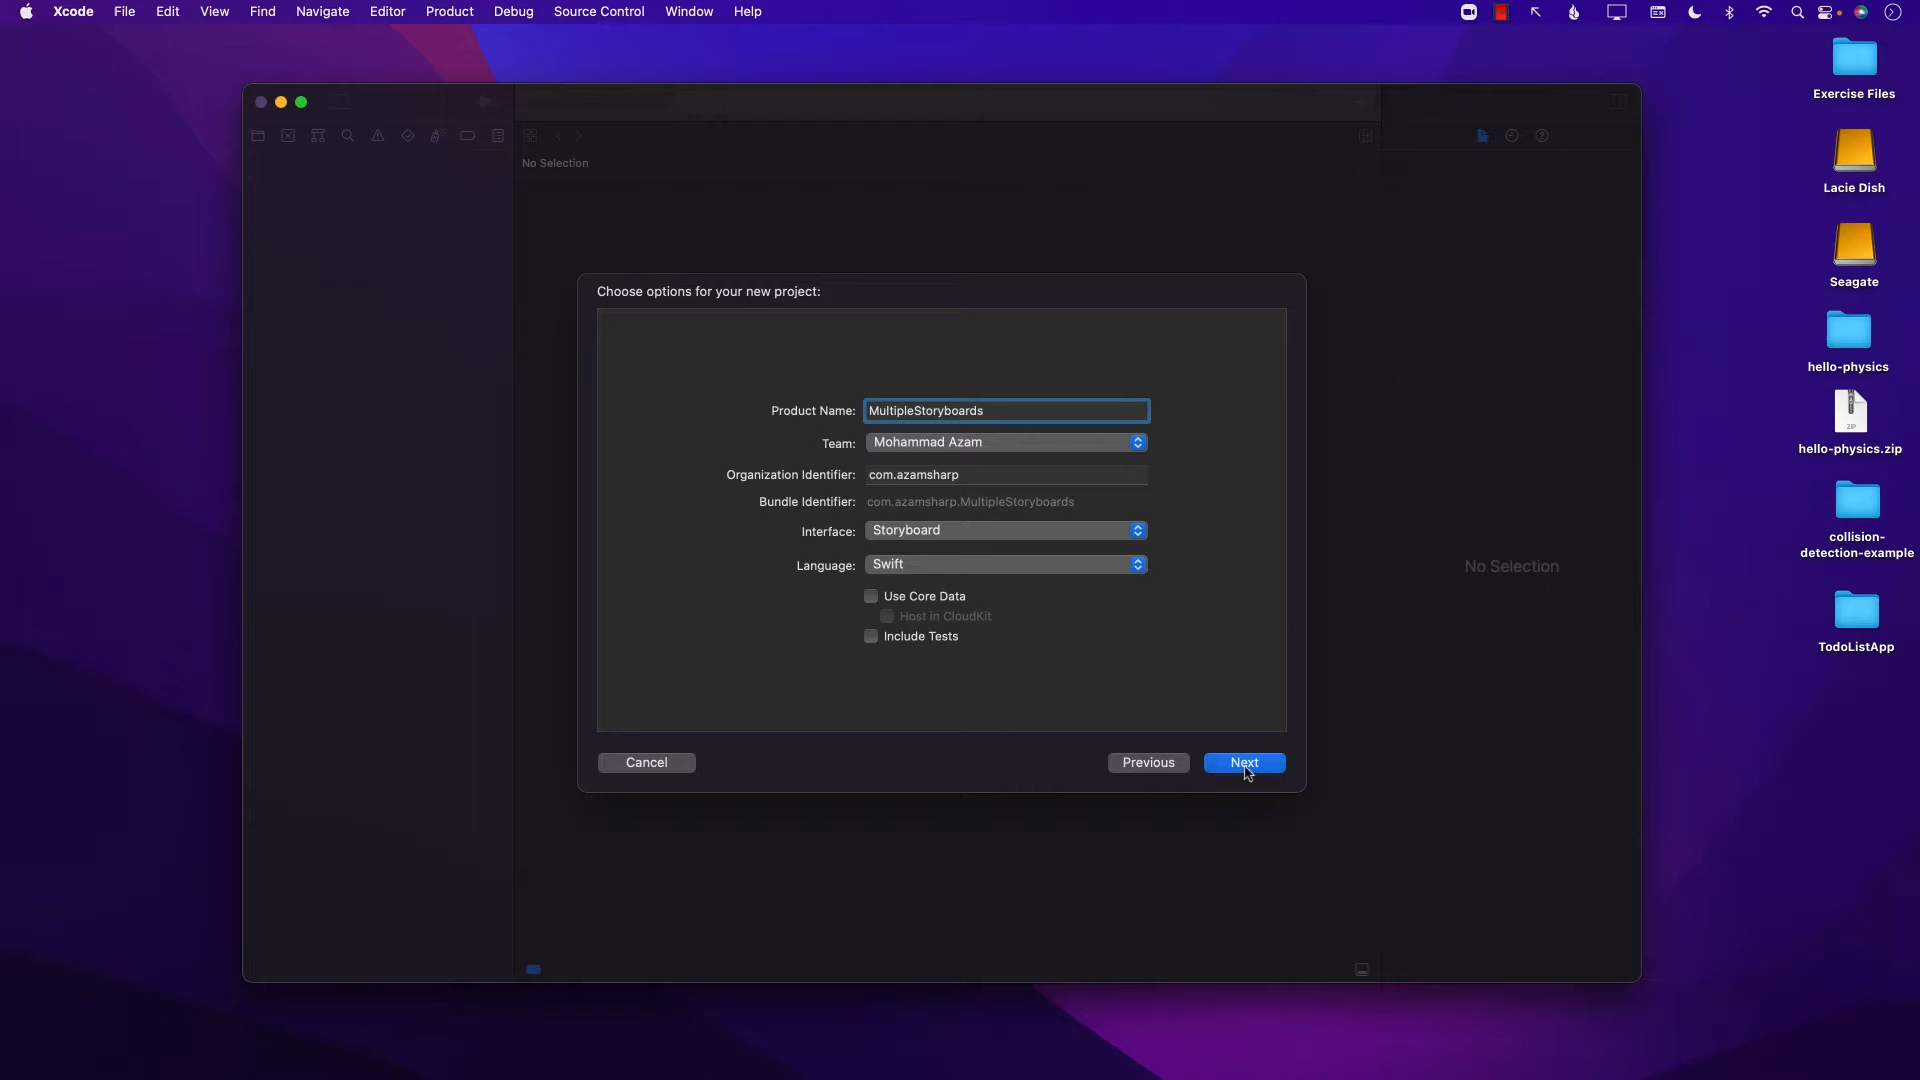 Xcode File Edit View Find Navigate Editor Product Debug Source Control Window Help
Exercise Files
Lacie Dish
Seagate
hello-physics
ZIP
hello-physics.zip
collision-
detection-example
TodoListApp
No Selection
Choose options for your new project:
Product Name: MultipleStoryboards
Team: Mohammad Azam
Organization Identifier: com.azamsharp
Bundle Identifier: com.azamsharp.MultipleStoryboards
Interface: Storyboard
Language: Swift
Use Core Data
Host in CloudKit
Include Tests
Cancel Previous Next
No Selection